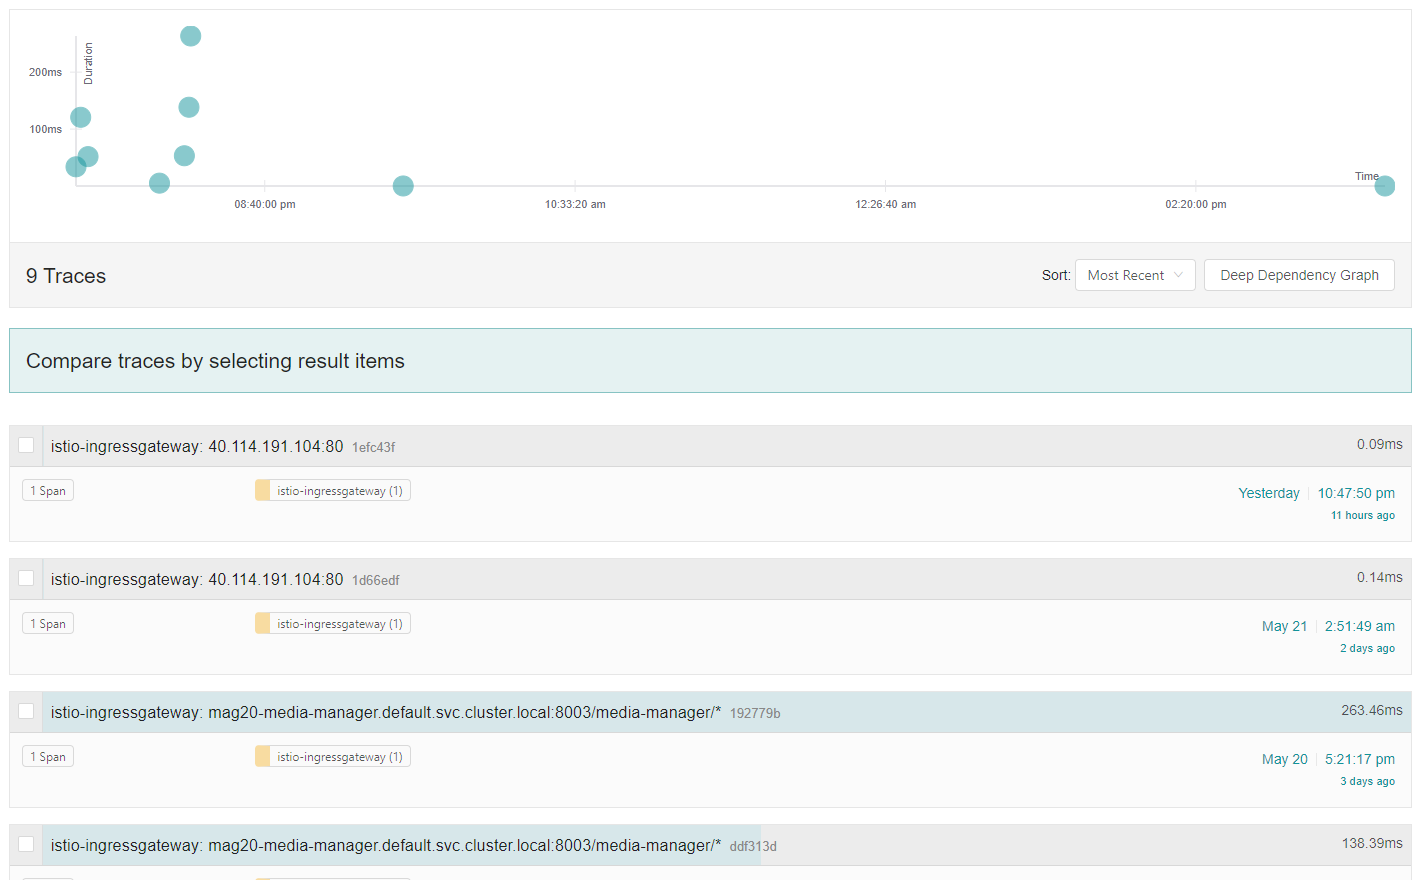 Duration
200ms
100ms
Time
08:40:00 pm 10:33:20 am 12:26:40 am 02:20:00 pm
9 Traces Sort: Most Recent Deep Dependency Graph
Compare traces by selecting result items
istio-ingressgateway: 40.114.191.104:80 1efc43f 0.09ms
1 Span istio-ingressgateway (1) Yesterday 10:47:50 pm
11 hours ago
istio-ingressgateway: 40.114.191.104:80 1d66edf 0.14ms
1 Span istio-ingressgateway (1) May 21 2:51:49 am
2 days ago
istio-ingressgateway: mag20-media-manager.default.svc.cluster.local:8003/media-manager/* 192779b 263.46ms
1 Span istio-ingressgateway (1) May 20 5:21:17 pm
3 days ago
istio-ingressgateway: mag20-media-manager.default.svc.cluster.local:8003/media-manager/* ddf313d 138.39ms